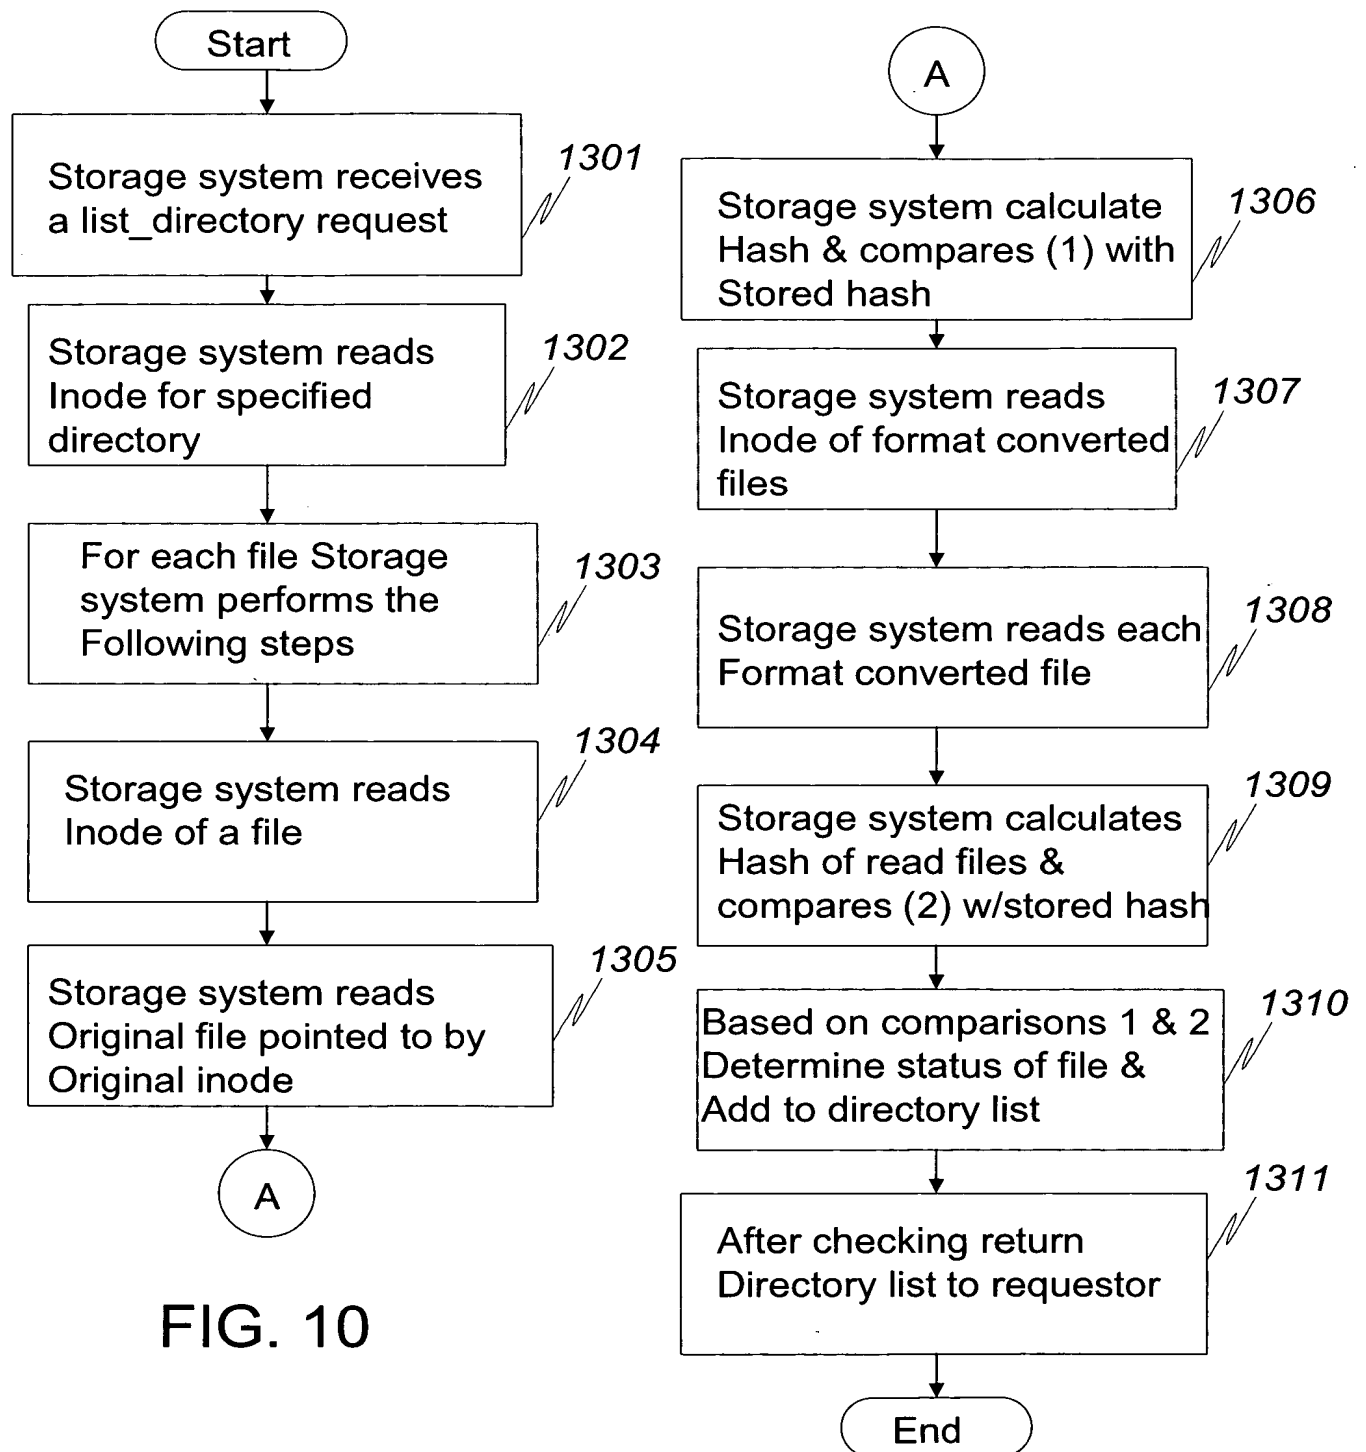 Start
Storage system receives
a list_directory request
1301
Storage system reads
Inode for specified
directory
1302
For each file Storage
system performs the
Following steps
1303
Storage system reads
Inode of a file
1304
Storage system reads
Original file pointed to by
Original inode
1305
A
FIG. 10
A
Storage system calculate
Hash & compares (1) with
Stored hash
1306
Storage system reads
Inode of format converted
files
1307
Storage system reads each
Format converted file
1308
Storage system calculates
Hash of read files &
compares (2) w/stored hash
1309
Based on comparisons 1 & 2
Determine status of file &
Add to directory list
1310
After checking return
Directory list to requestor
1311
End